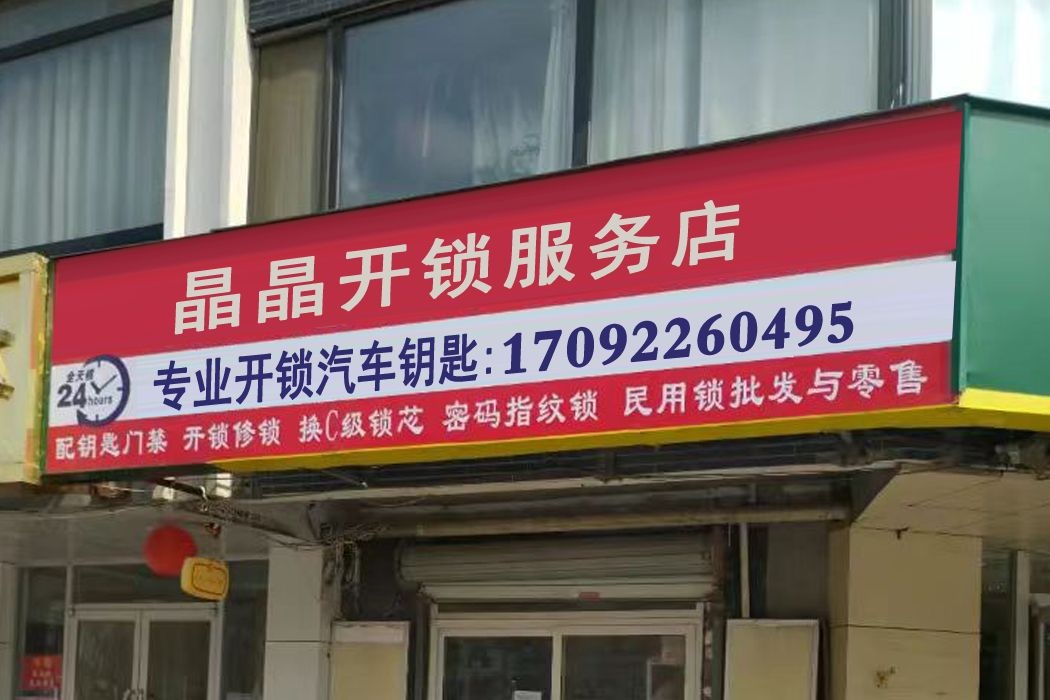 晶晶开锁服务店
专业开锁汽车钥匙:17092260495
全天候
24hours
配钥匙门禁 开锁修锁 换C级锁芯 密码指纹锁 民用锁批发与零售